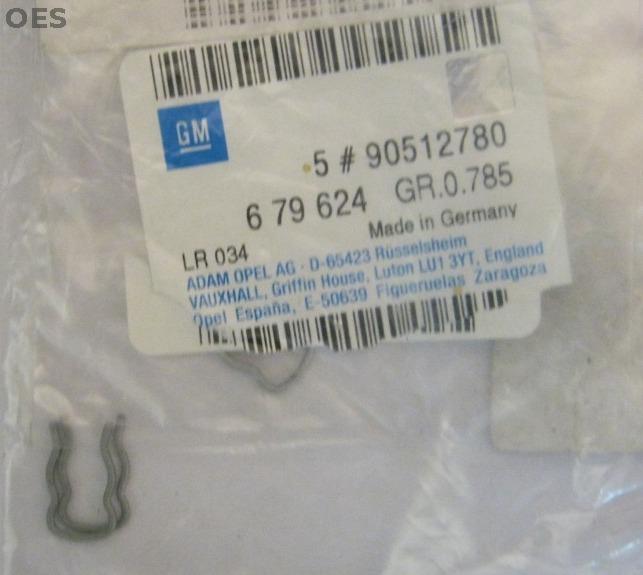 OES
GM
5 # 90512780
6 79 624 GR.0.785
Made in Germany
LR 034
ADAM OPEL AG · D-65423 Rüsselsheim
VAUXHALL, Griffin House, Luton LU1 3YT, England
Opel España, E-50639 Figueruelas Zaragoza